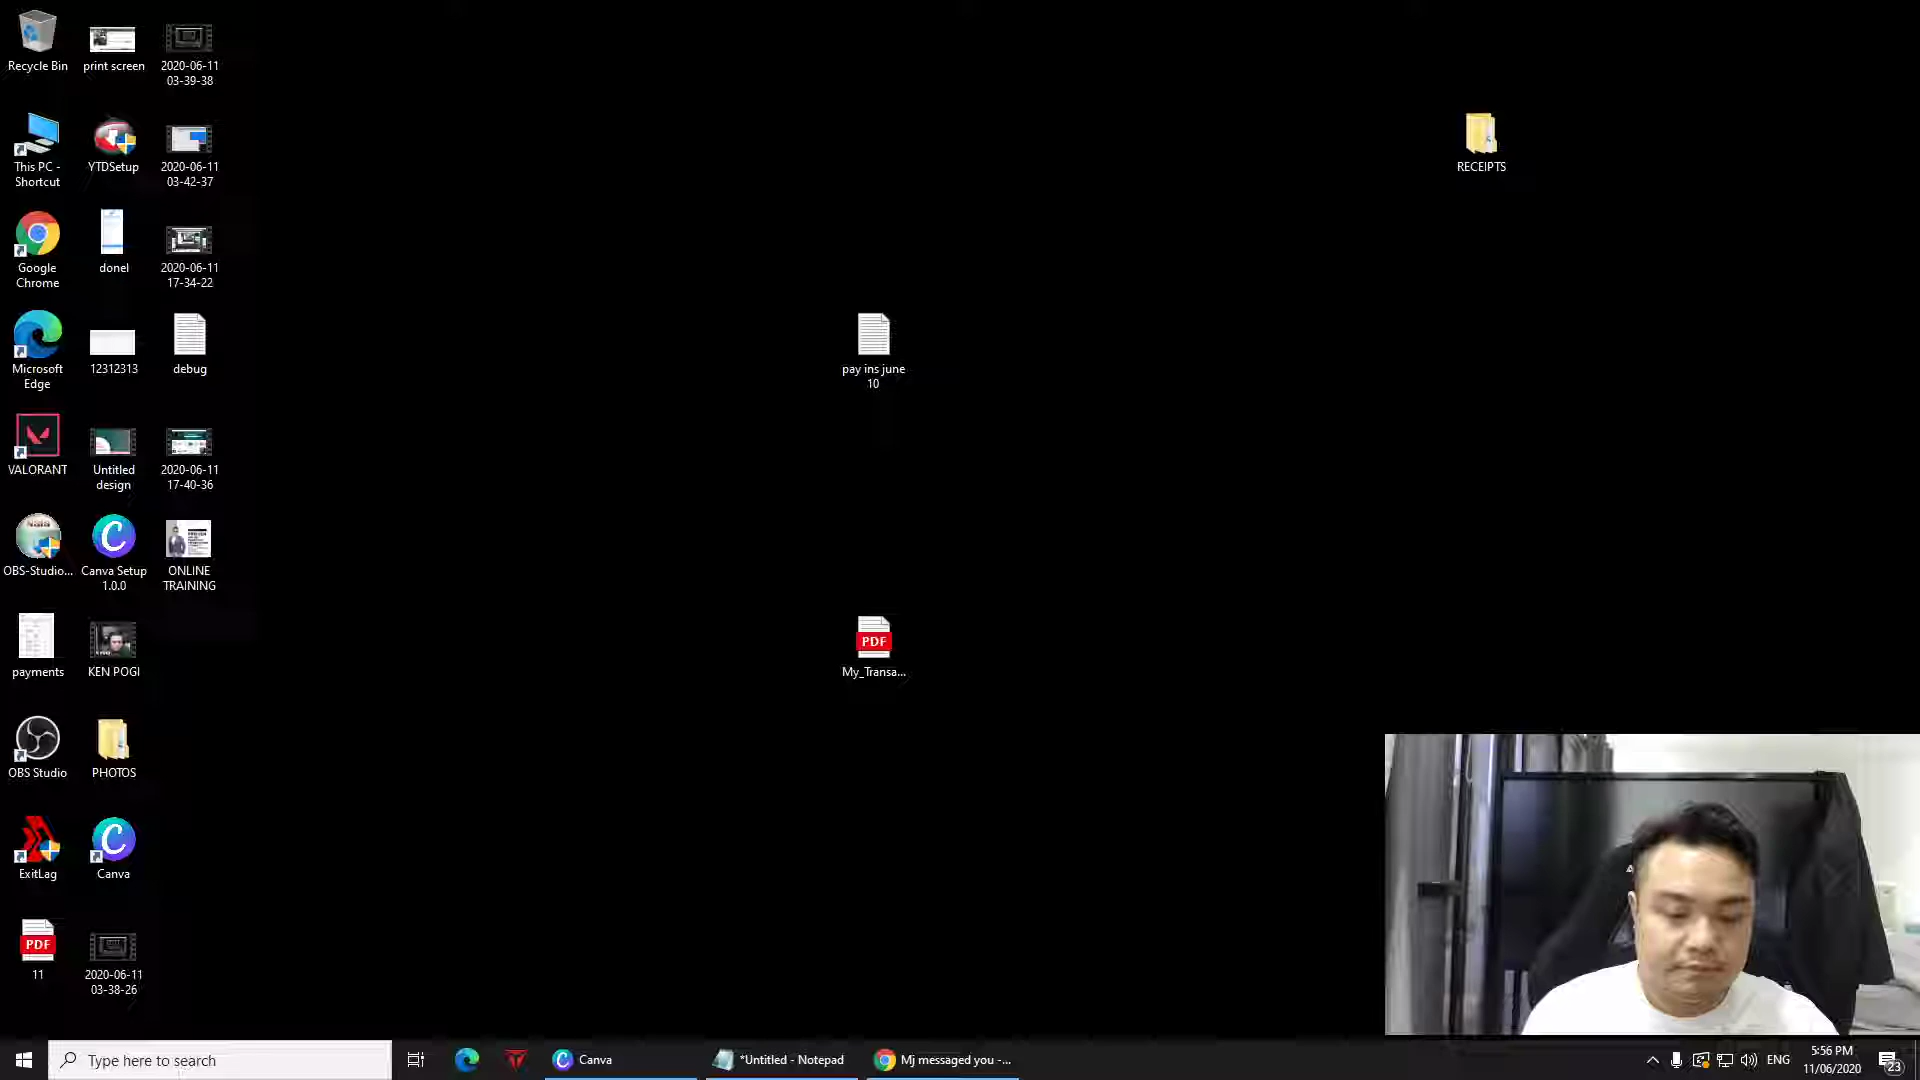 Recycle Bin
print screen
2020-06-11
03-39-38
This PC -
Shortcut
YTDSetup
2020-06-11
03-42-37
RECEIPTS
Google
Chrome
donel
2020-06-11
17-34-22
Microsoft
Edge
12312313
debug
pay ins june
10
VALORANT
Untitled
design
2020-06-11
17-40-36
OBS-Studio...
Canva Setup
1.0.0
ONLINE
TRAINING
payments
KEN POGI
PDF
My_Transa...
OBS Studio
PHOTOS
ExitLag
Canva
PDF
11
2020-06-11
03-38-26
Type here to search
Canva
*Untitled - Notepad
Mj messaged you -...
ENG
5:56 PM
11/06/2020
23